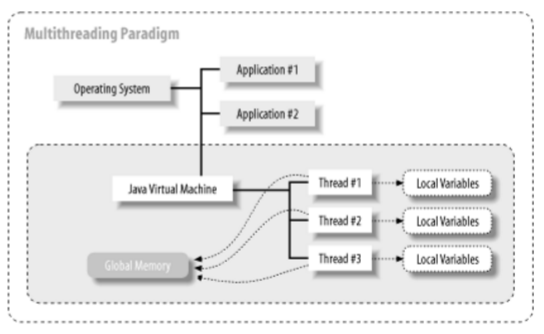 Multithreading Paradigm
Application #1
Operating System
Application #2
Java Virtual Machine
Thread #1
Local Variables
Thread #2
Local Variables
Thread #3
Local Variables
Global Memory